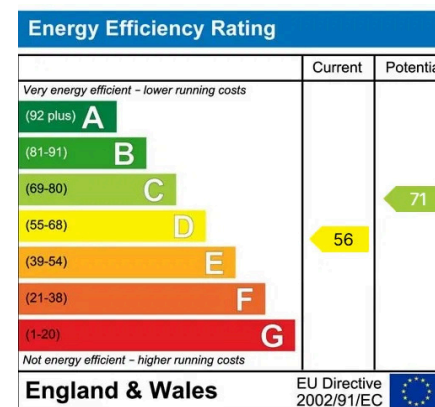 Energy Efficiency Rating
Current Potentia
Very energy efficient – lower running costs
(92 plus) A
(81-91) B
(69-80) C
71
(55-68) D
56
(39-54) E
(21-38) F
(1-20) G
Not energy efficient – higher running costs
England & Wales
EU Directive
2002/91/EC